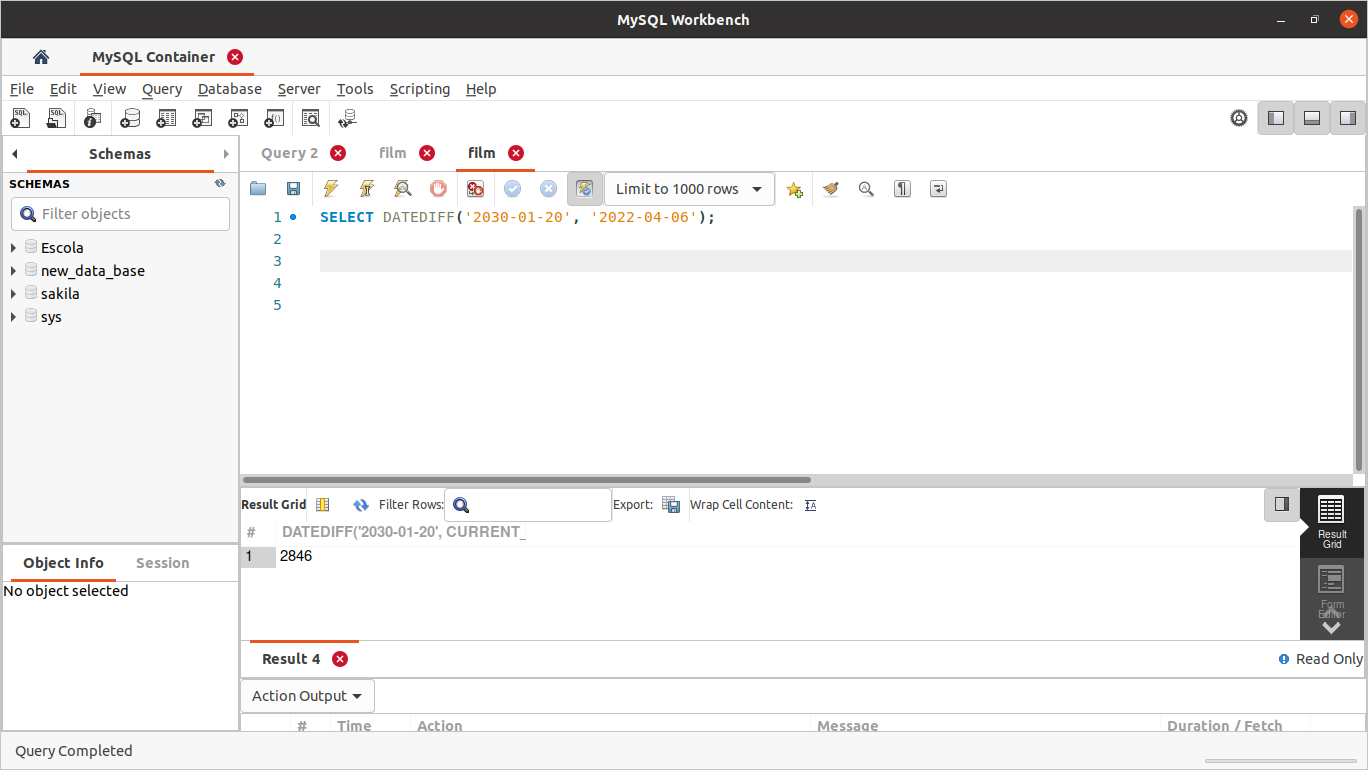 MySQL Workbench
MySQL Container
File Edit View Query Database Server Tools Scripting Help
Schemas
Query 2 film film
SCHEMAS
Limit to 1000 rows
Filter objects
1 SELECT DATEDIFF('2030-01-20', '2022-04-06');
2
3
4
5
Escola
new_data_base
sakila
sys
Result Grid Filter Rows: Export: Wrap Cell Content:
# DATEDIFF('2030-01-20', CURRENT_
1 2846
Result
Grid
Form
Editor
Object Info Session
No object selected
Result 4 Read Only
Action Output
# Time Action Message Duration / Fetch
Query Completed